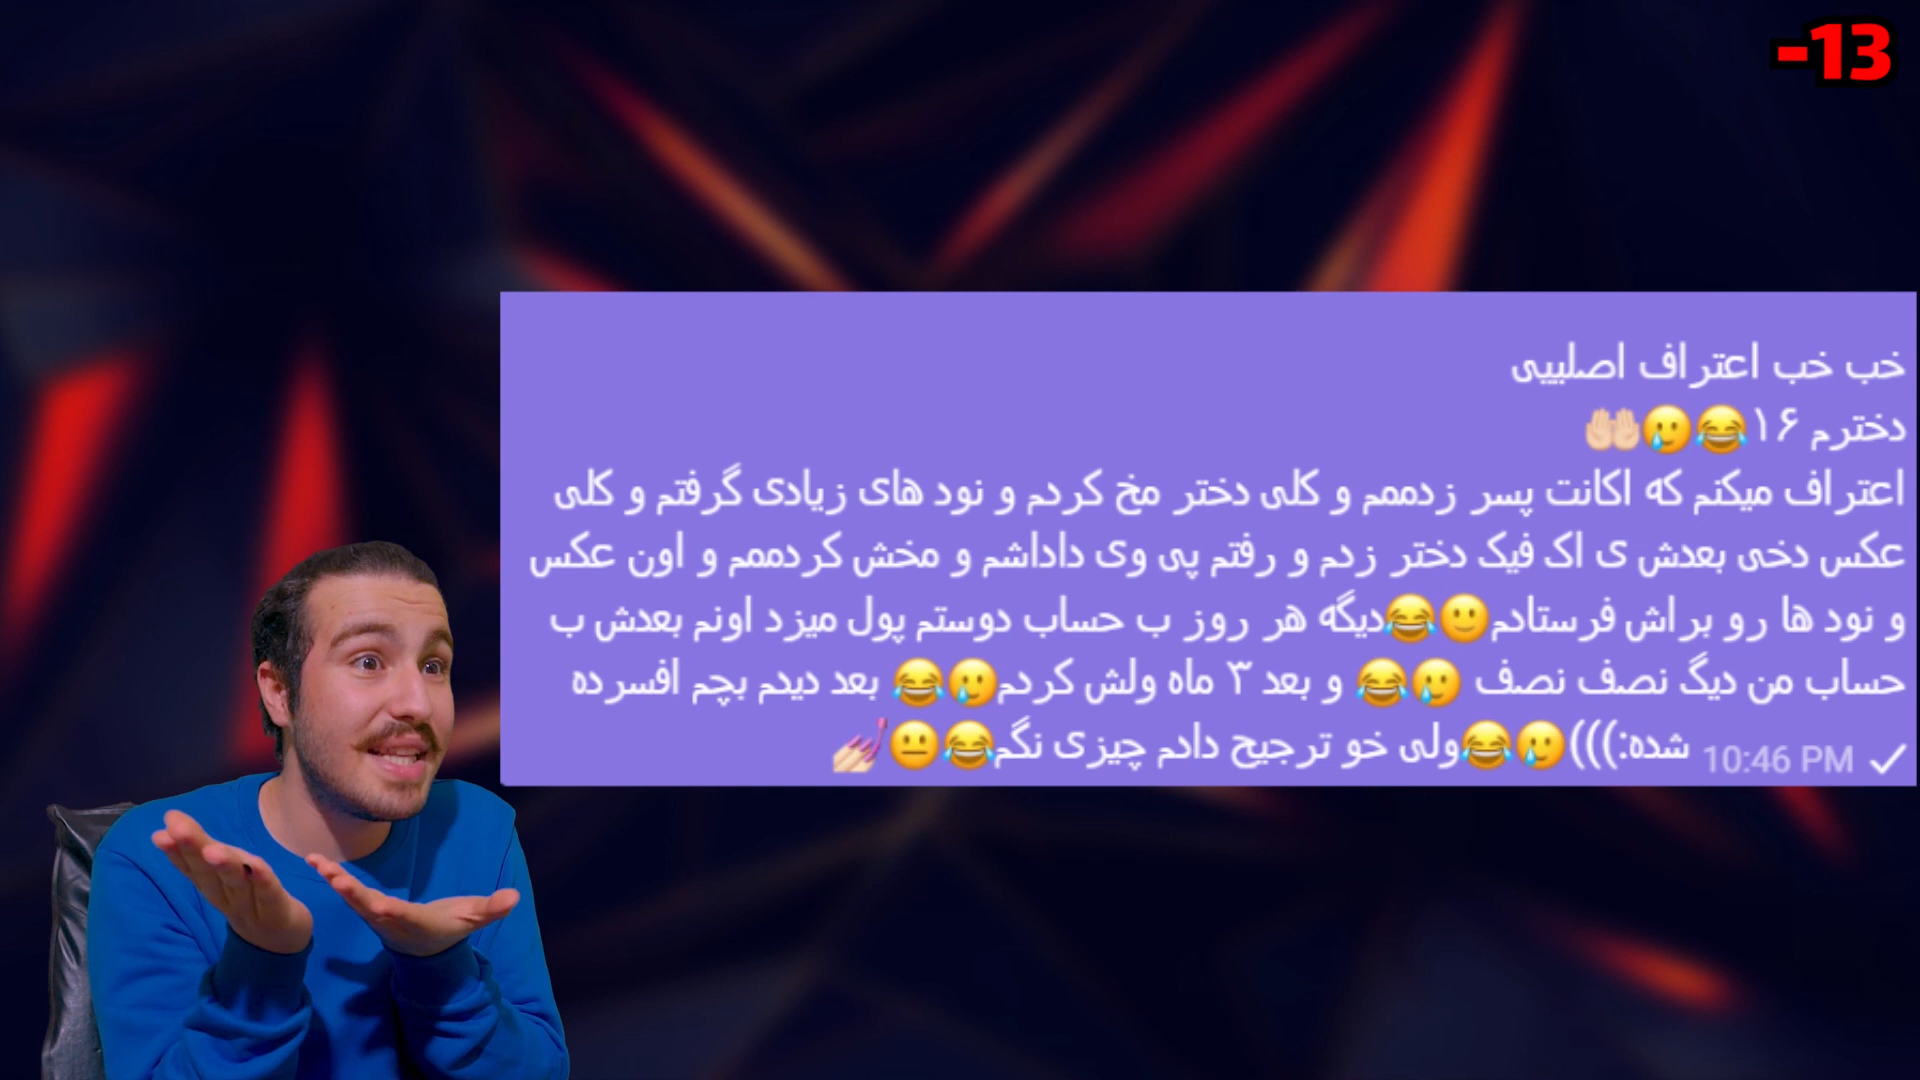 -13
خب خب اعتراف اصلییی
دخترم ۱۶😂🥲🤲🏻
اعتراف میکنم که اکانت پسر زدممم و کلی دختر مخ کردم و نود های زیادی گرفتم و کلی
عکس دخی بعدش ی اک فیک دختر زدم و رفتم پی وی داداشم و مخش کردممم و اون عکس
و نود ها رو براش فرستادم🙂😂دیگه هر روز ب حساب دوستم پول میزد اونم بعدش ب
حساب من دیگ نصف نصف 🥲😂 و بعد ۳ ماه ولش کردم🥲😂 بعد دیدم بچم افسرده
شده:)))🥲😂ولی خو ترجیح دادم چیزی نگم😂😐💅🏻
10:46 PM ✓